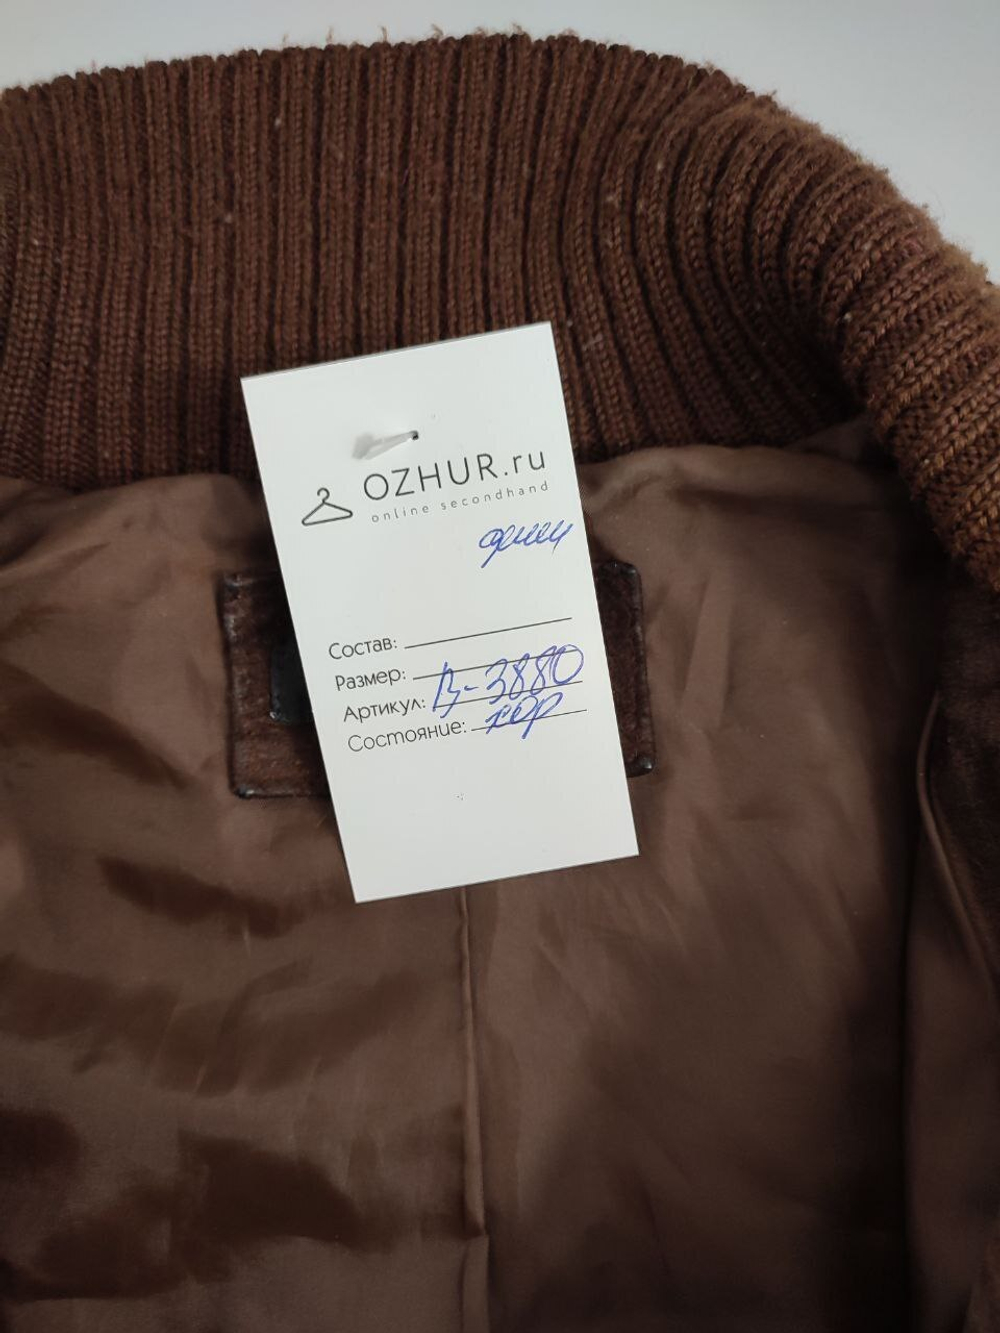 OZHUR.ru
online secondhand
Состав:
Размер:
Артикул: В-3880
Состояние: хор